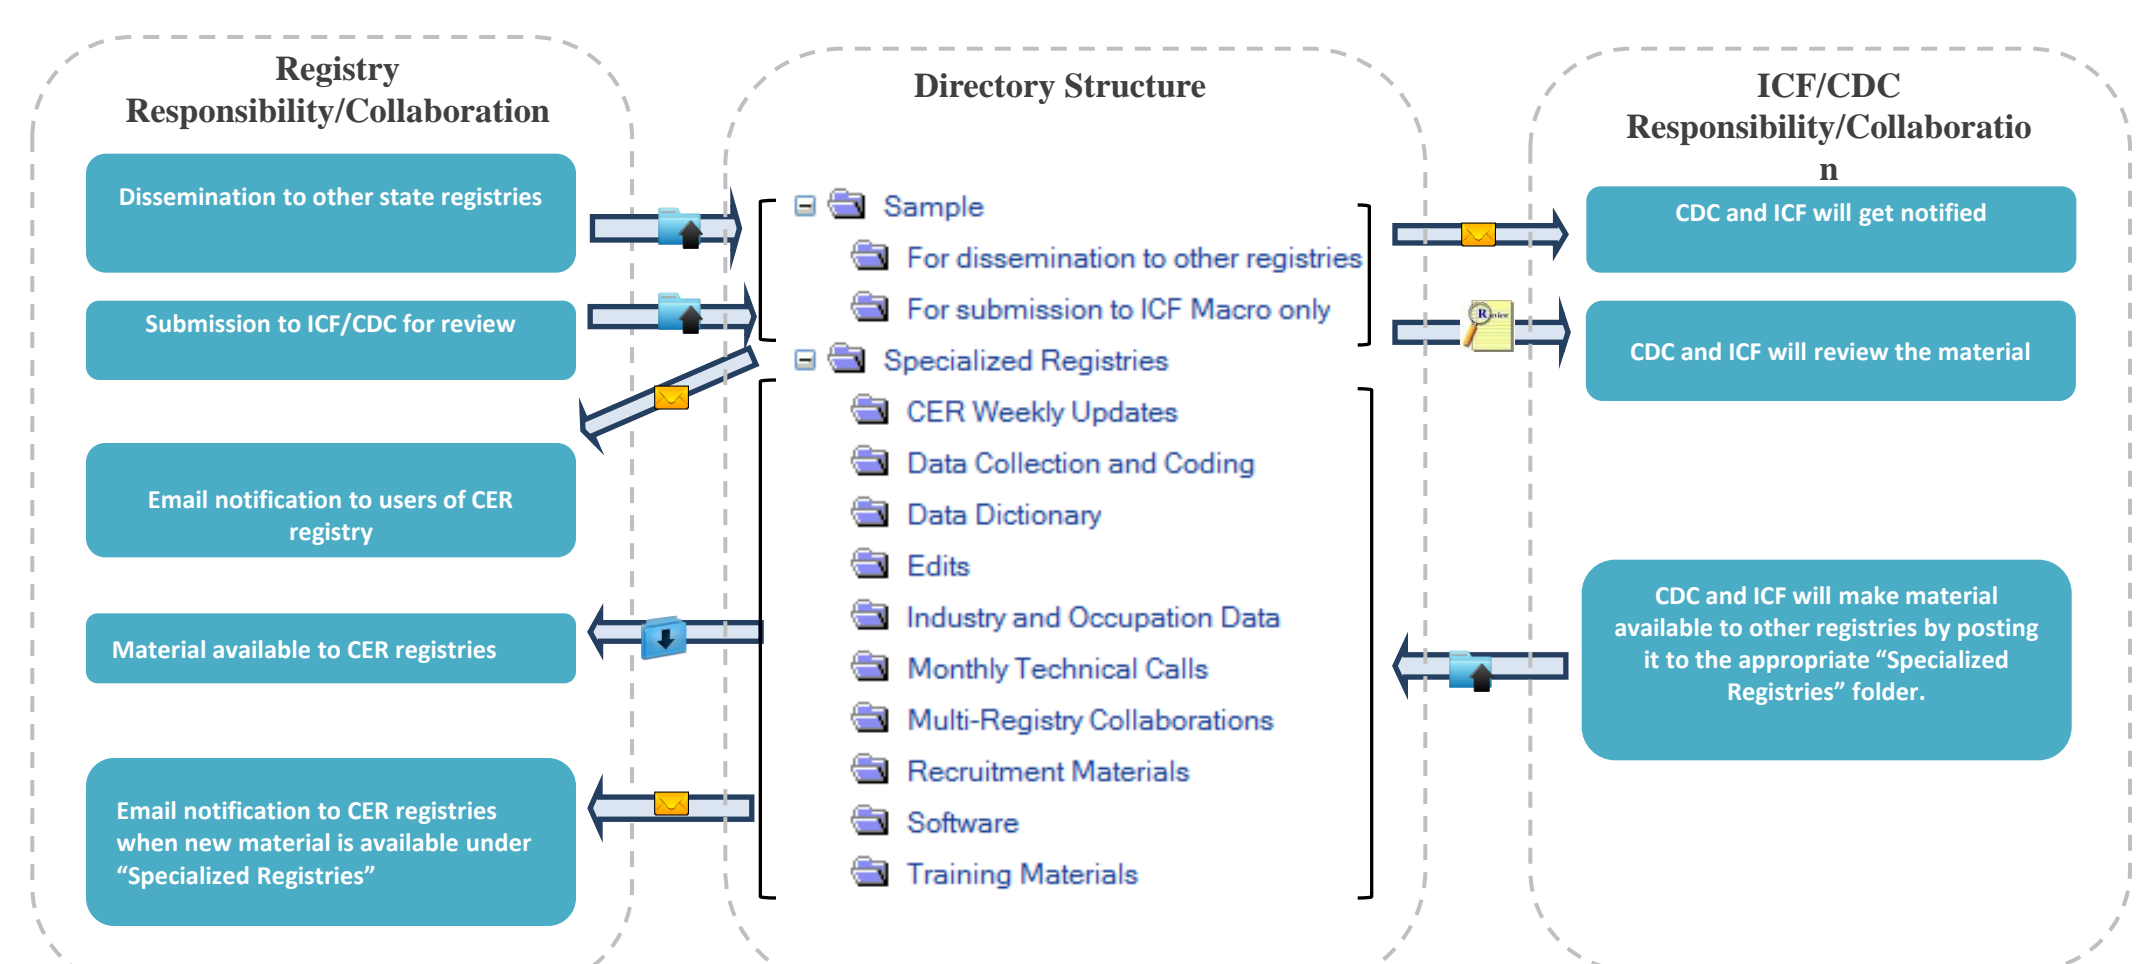 Registry
Responsibility/Collaboration
Dissemination to other state registries
Submission to ICF/CDC for review
Email notification to users of CER
registry
Material available to CER registries
Email notification to CER registries
when new material is available under
“Specialized Registries”
Directory Structure
Sample
For dissemination to other registries
For submission to ICF Macro only
Specialized Registries
CER Weekly Updates
Data Collection and Coding
Data Dictionary
Edits
Industry and Occupation Data
Monthly Technical Calls
Multi-Registry Collaborations
Recruitment Materials
Software
Training Materials
ICF/CDC
Responsibility/Collaboratio
n
CDC and ICF will get notified
Review
CDC and ICF will review the material
CDC and ICF will make material
available to other registries by posting
it to the appropriate “Specialized
Registries” folder.